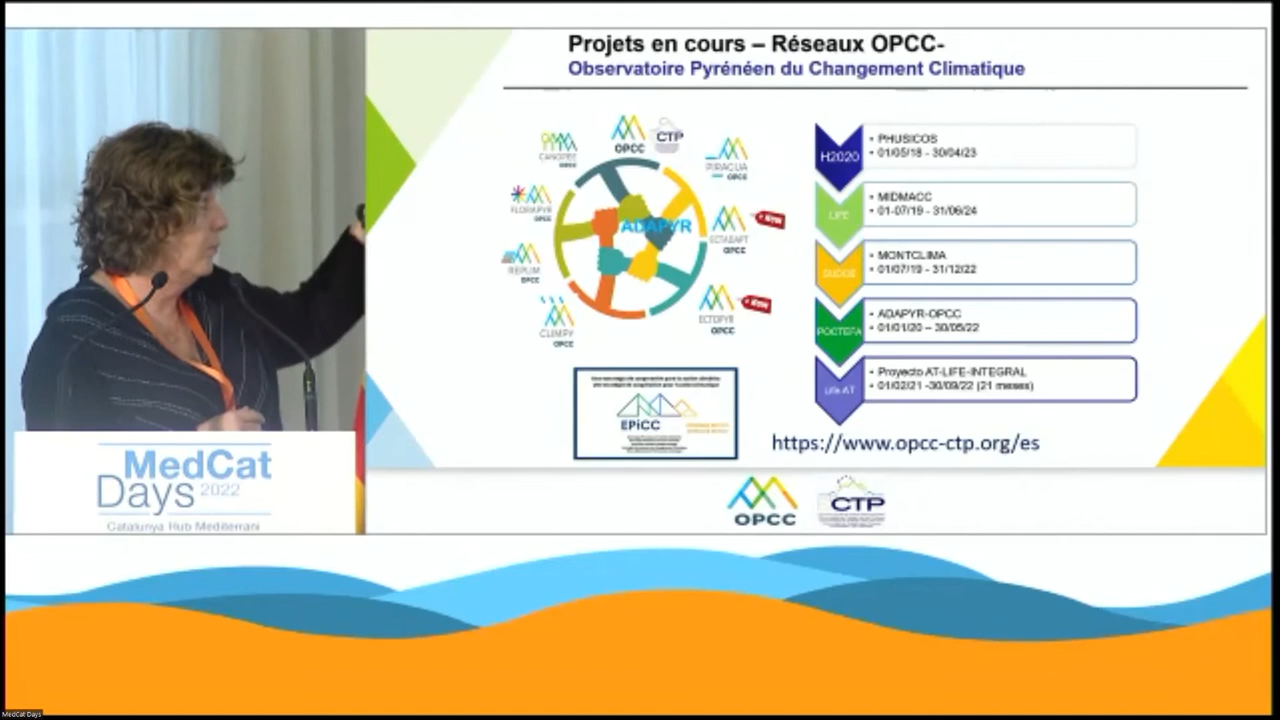 Projets en cours – Réseaux OPCC-
Observatoire Pyrénéen du Changement Climatique
CANOPEE
OPCC
OPCC
CTP
PIRAGUA
OPCC
FLORAPYR
OPCC
ADAPYR
ECTADAPT
OPCC
New
REPLIM
OPCC
ECTOPYR
OPCC
New
CLIMPY
OPCC
H2020
• PHUSICOS
• 01/05/18 - 30/04/23
LIFE
• MIDMACC
• 01-07/19 - 31/06/24
SUDOE
• MONTCLIMA
• 01/07/19 - 31/12/22
POCTEFA
• ADAPYR-OPCC
• 01/01/20 – 30/05/22
Life AT
• Proyecto AT-LIFE-INTEGRAL
• 01/02/21 -30/09/22 (21 meses)
EPiCC
https://www.opcc-ctp.org/es
OPCC
CTP
MedCat
Days 2022
Catalunya Hub Mediterrani
MedCat Days